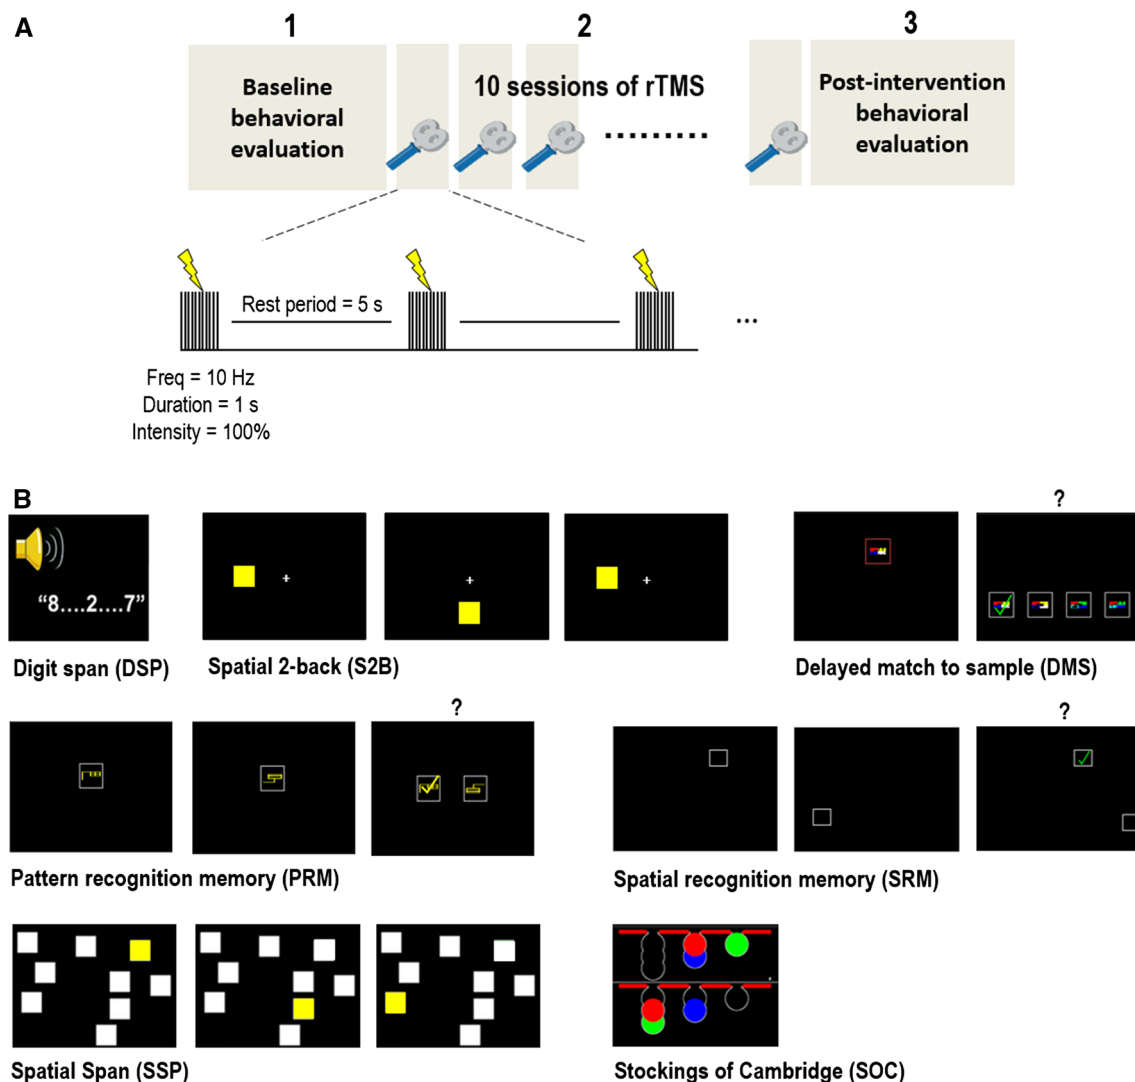 A
1
2
3
Baseline
behavioral
evaluation
10 sessions of rTMS
Post-intervention
behavioral
evaluation
Rest period = 5 s
...
Freq = 10 Hz
Duration = 1 s
Intensity = 100%
B
?
“8....2....7”
Digit span (DSP)
Spatial 2-back (S2B)
Delayed match to sample (DMS)
?
?
Pattern recognition memory (PRM)
Spatial recognition memory (SRM)
Spatial Span (SSP)
Stockings of Cambridge (SOC)